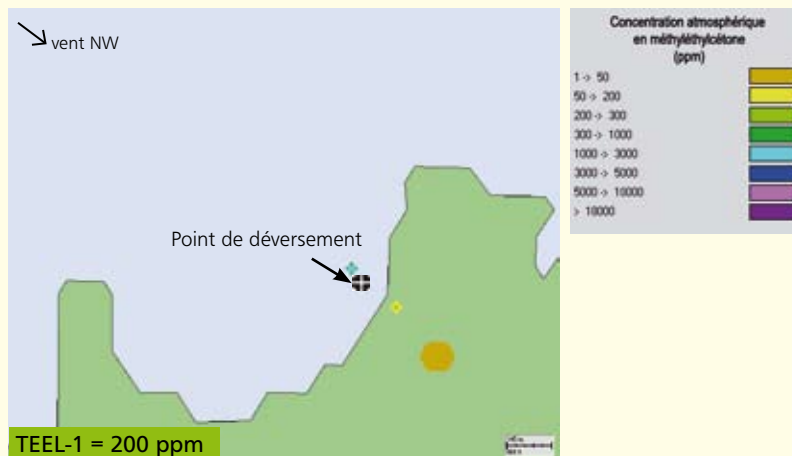 vent NW
Point de déversement
TEEL-1 = 200 ppm
Concentration atmosphérique
en méthyléthylcétone
(ppm)
1 -> 50
50 -> 200
200 -> 300
300 -> 1000
1000 -> 3000
3000 -> 5000
5000 -> 10000
> 10000